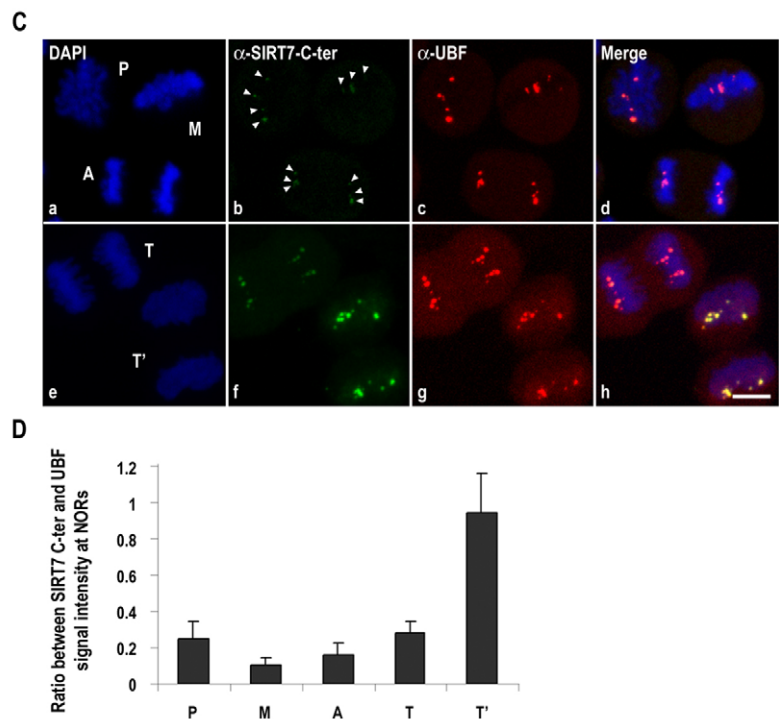 C
DAPI
α-SIRT7-C-ter
α-UBF
Merge
P
M
A
a
b
c
d
T
T'
e
f
g
h
D
Ratio between SIRT7 C-ter and UBF
signal intensity at NORs
1.2
1
0.8
0.6
0.4
0.2
0
P
M
A
T
T'